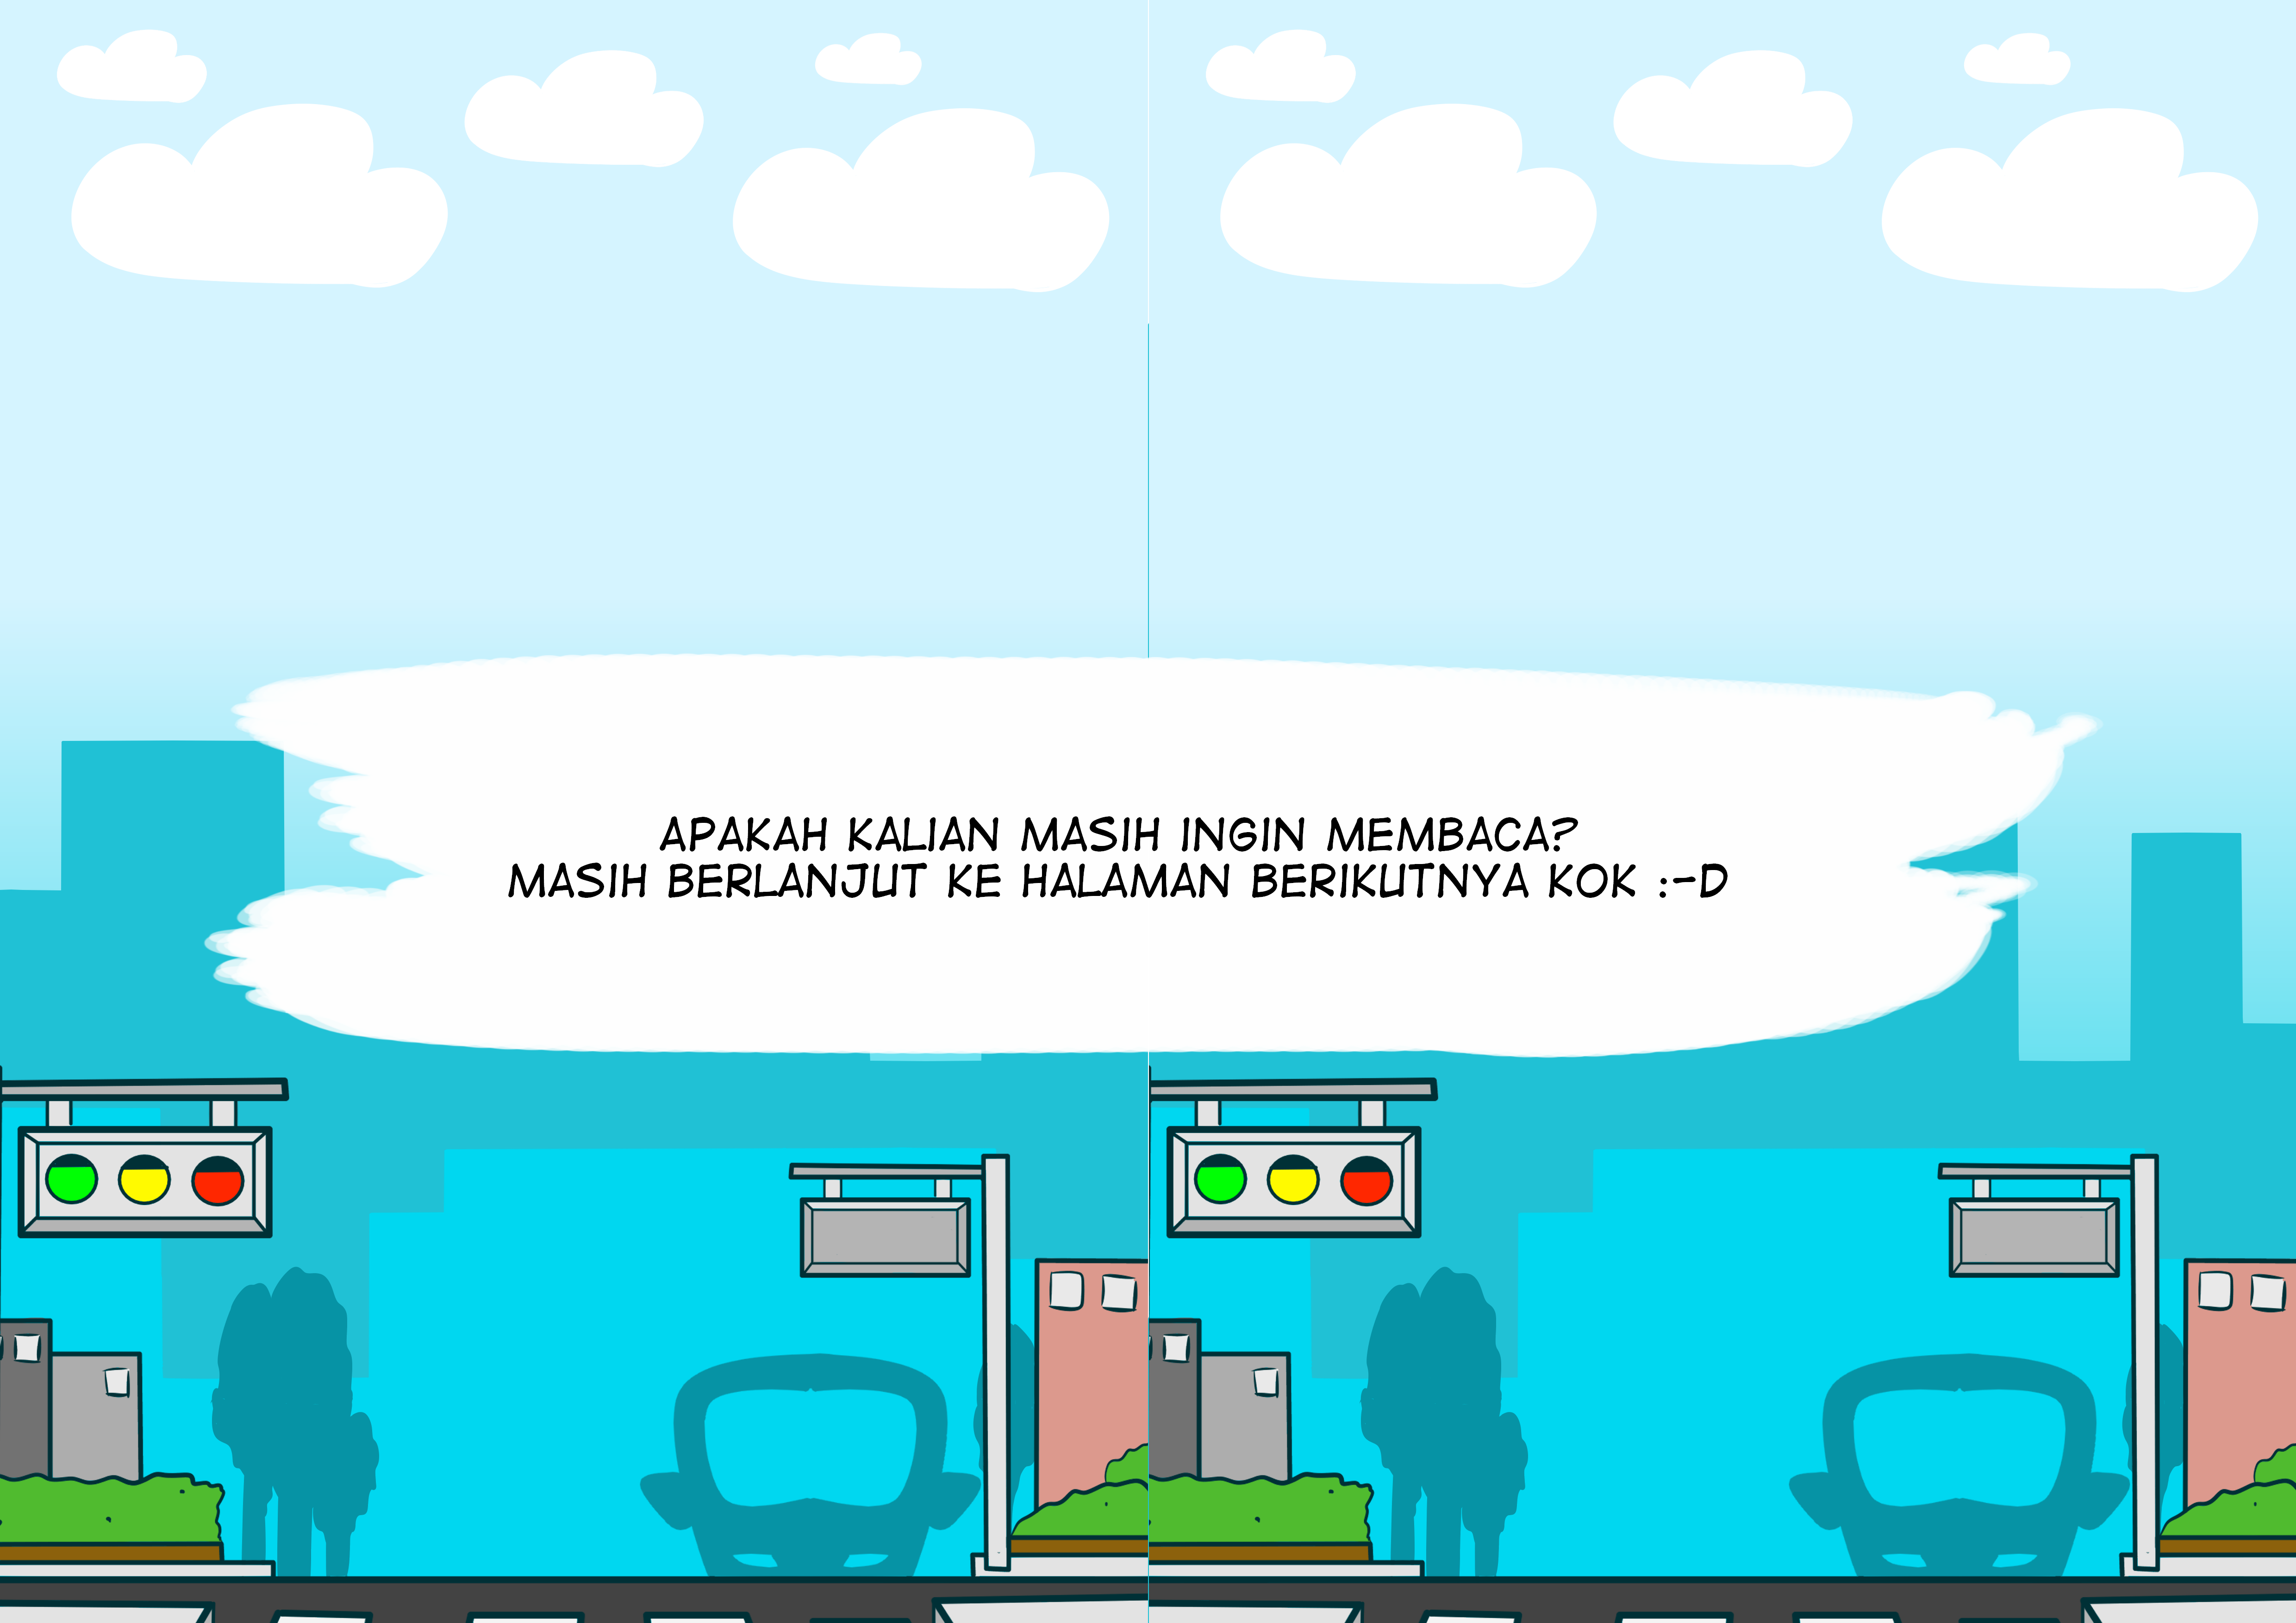 APAKAH KALIAN MASIH INGIN MEMBACA?
MASIH BERLANJUT KE HALAMAN BERIKUTNYA KOK :-D